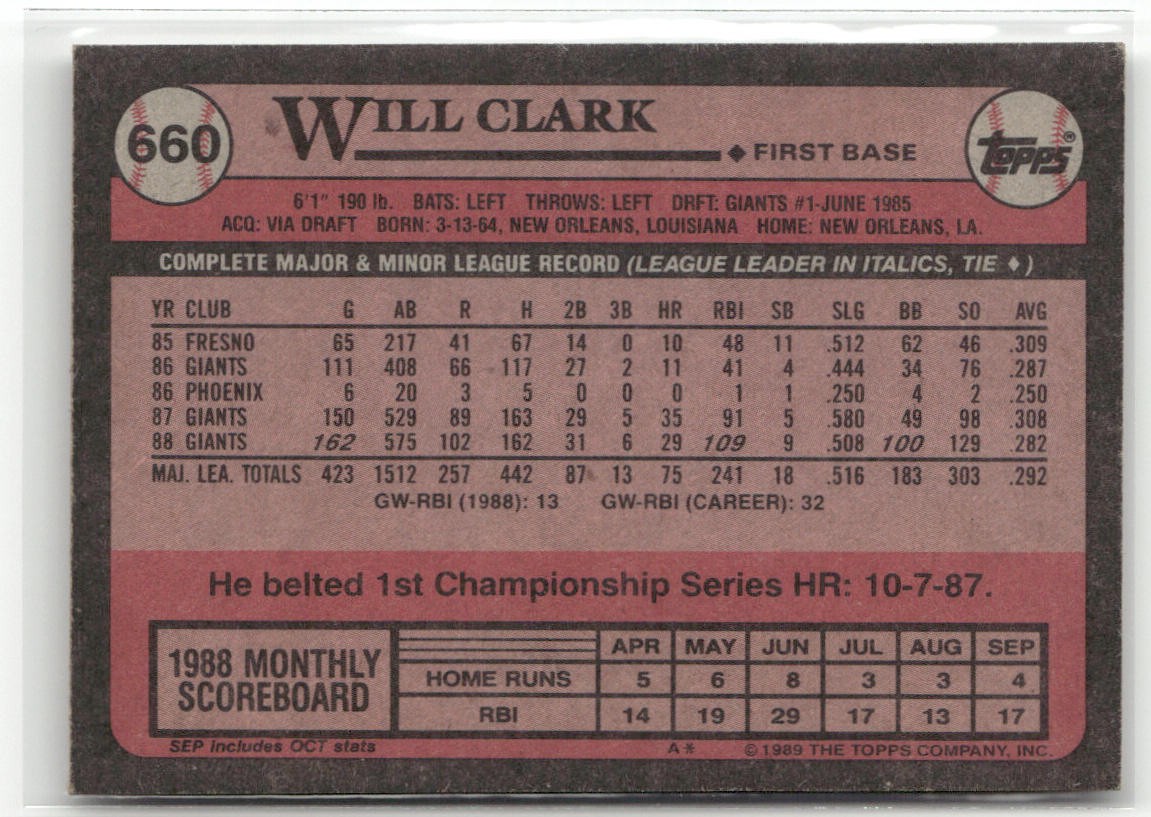 660 WILL CLARK ◆ FIRST BASE TOPPS®
6'1" 190 lb. BATS: LEFT THROWS: LEFT DRFT: GIANTS #1-JUNE 1985
ACQ: VIA DRAFT BORN: 3-13-64, NEW ORLEANS, LOUISIANA HOME: NEW ORLEANS, LA.
COMPLETE MAJOR & MINOR LEAGUE RECORD (LEAGUE LEADER IN ITALICS, TIE ♦)
YR CLUB G AB R H 2B 3B HR RBI SB SLG BB SO AVG
85 FRESNO 65 217 41 67 14 0 10 48 11 .512 62 46 .309
86 GIANTS 111 408 66 117 27 2 11 41 4 .444 34 76 .287
86 PHOENIX 6 20 3 5 0 0 0 1 1 .250 4 2 .250
87 GIANTS 150 529 89 163 29 5 35 91 5 .580 49 98 .308
88 GIANTS 162 575 102 162 31 6 29 109 9 .508 100 129 .282
MAJ. LEA. TOTALS 423 1512 257 442 87 13 75 241 18 .516 183 303 .292
GW-RBI (1988): 13 GW-RBI (CAREER): 32
He belted 1st Championship Series HR: 10-7-87.
1988 MONTHLY
SCOREBOARD
APR MAY JUN JUL AUG SEP
HOME RUNS 5 6 8 3 3 4
RBI 14 19 29 17 13 17
SEP includes OCT stats A* © 1989 THE TOPPS COMPANY, INC.